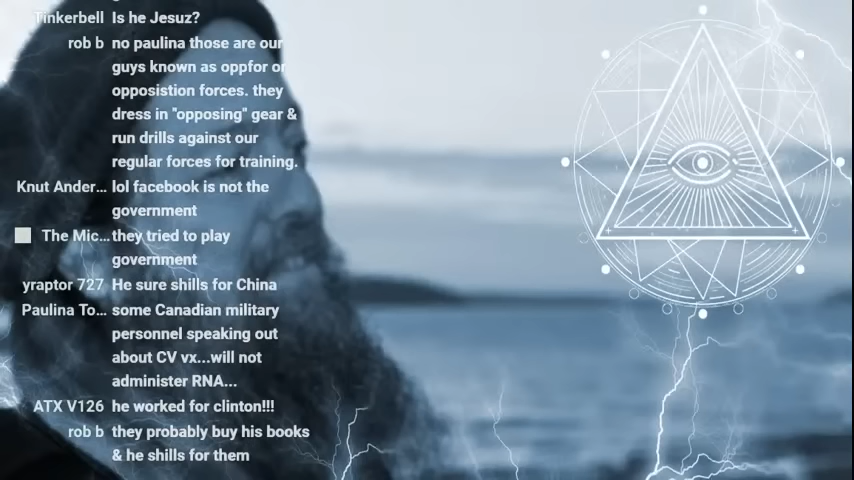 Tinkerbell Is he Jesuz?
rob b no paulina those are our
guys known as oppfor or
opposistion forces. they
dress in "opposing" gear &
run drills against our
regular forces for training.
Knut Ander... lol facebook is not the
government
The Mic... they tried to play
government
yraptor 727 He sure shills for China
Paulina To... some Canadian military
personnel speaking out
about CV vx...will not
administer RNA...
ATX V126 he worked for clinton!!!
rob b they probably buy his books
& he shills for them